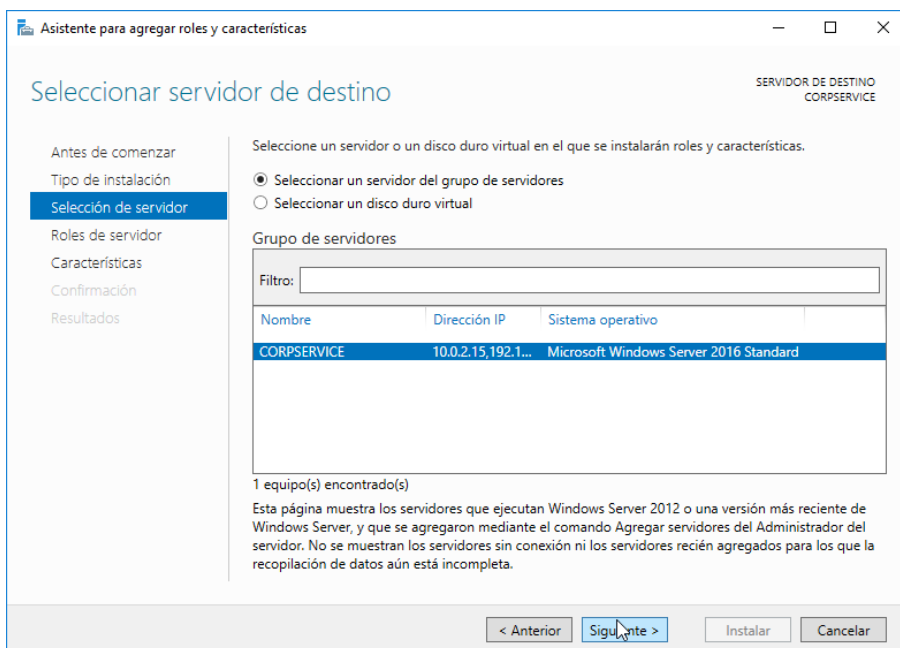 Asistente para agregar roles y características
Seleccionar servidor de destino
SERVIDOR DE DESTINO
CORPSERVICE
Antes de comenzar
Tipo de instalación
Selección de servidor
Roles de servidor
Características
Confirmación
Resultados
Seleccione un servidor o un disco duro virtual en el que se instalarán roles y características.
Seleccionar un servidor del grupo de servidores
Seleccionar un disco duro virtual
Grupo de servidores
Filtro:
Nombre Dirección IP Sistema operativo
CORPSERVICE 10.0.2.15,192.1... Microsoft Windows Server 2016 Standard
1 equipo(s) encontrado(s)
Esta página muestra los servidores que ejecutan Windows Server 2012 o una versión más reciente de
Windows Server, y que se agregaron mediante el comando Agregar servidores del Administrador del
servidor. No se muestran los servidores sin conexión ni los servidores recién agregados para los que la
recopilación de datos aún está incompleta.
< Anterior Siguiente > Instalar Cancelar